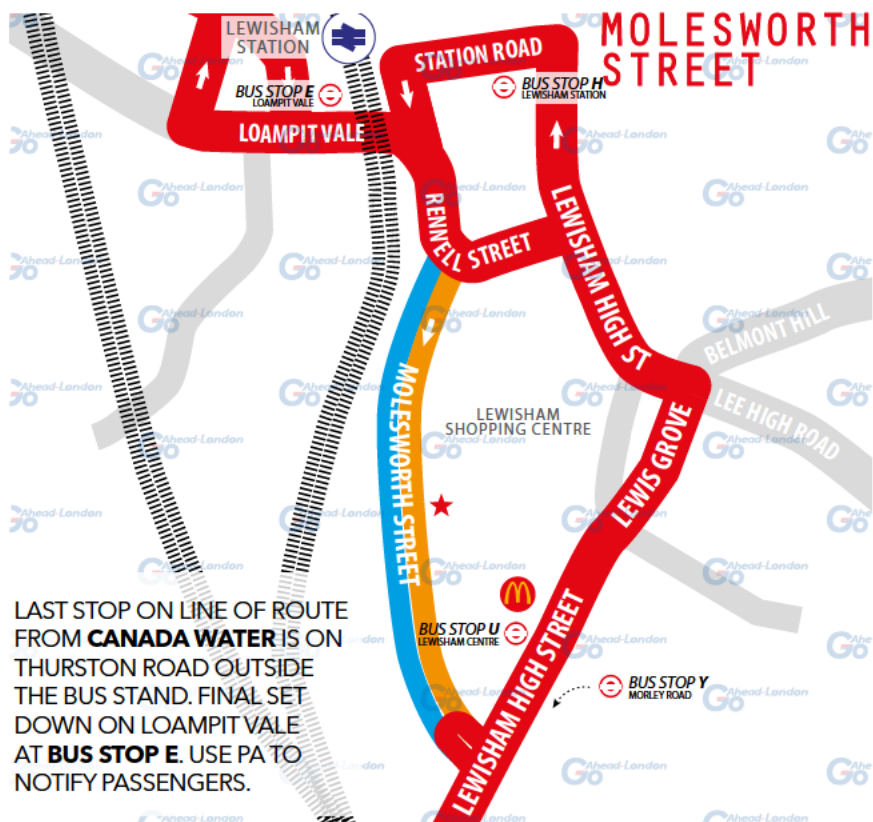 MOLESWORTH
STREET
LEWISHAM
STATION
STATION ROAD
BUS STOP E
LOAMPIT VALE
BUS STOP H
LEWISHAM STATION
LOAMPIT VALE
RENNELL STREET
LEWISHAM HIGH ST
BELMONT HILL
LEE HIGH ROAD
MOLESWORTH STREET
LEWISHAM
SHOPPING CENTRE
LEWIS GROVE
BUS STOP U
LEWISHAM CENTRE
LEWISHAM HIGH STREET
BUS STOP Y
MORLEY ROAD
LAST STOP ON LINE OF ROUTE
FROM CANADA WATER IS ON
THURSTON ROAD OUTSIDE
THE BUS STAND. FINAL SET
DOWN ON LOAMPIT VALE
AT BUS STOP E. USE PA TO
NOTIFY PASSENGERS.
Go Ahead-London